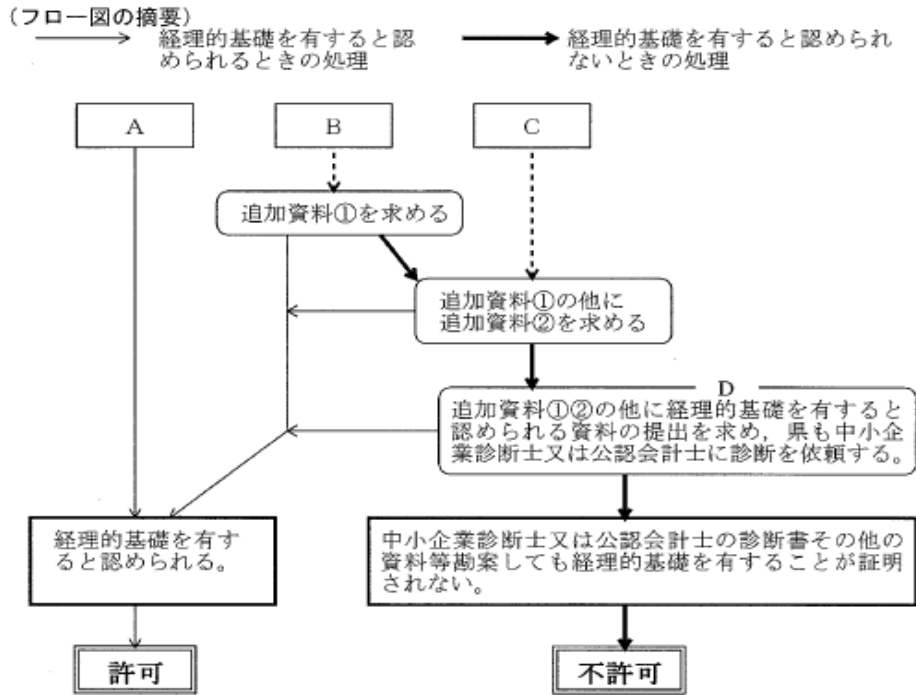 （フロー図の摘要）
経理的基礎を有すると認
められるときの処理
経理的基礎を有すると認められ
ないときの処理
A
B
C
追加資料①を求める
追加資料①の他に
追加資料②を求める
D
追加資料①②の他に経理的基礎を有すると
認められる資料の提出を求め，県も中小企
業診断士又は公認会計士に診断を依頼する。
経理的基礎を有す
ると認められる。
中小企業診断士又は公認会計士の診断書その他の
資料等勘案しても経理的基礎を有することが証明
されない。
許可
不許可